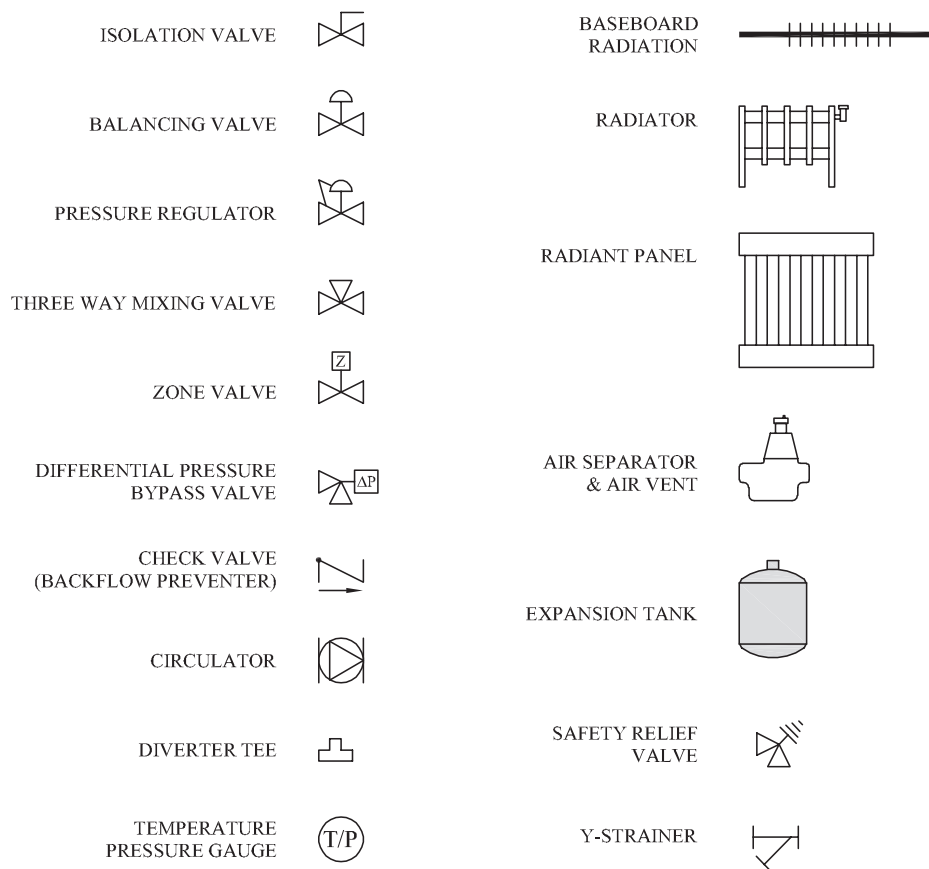 ISOLATION VALVE
BALANCING VALVE
PRESSURE REGULATOR
THREE WAY MIXING VALVE
Z
ZONE VALVE
DIFFERENTIAL PRESSURE
BYPASS VALVE
ΔP
CHECK VALVE
(BACKFLOW PREVENTER)
CIRCULATOR
DIVERTER TEE
TEMPERATURE
PRESSURE GAUGE
T/P
BASEBOARD
RADIATION
RADIATOR
RADIANT PANEL
AIR SEPARATOR
& AIR VENT
EXPANSION TANK
SAFETY RELIEF
VALVE
Y-STRAINER